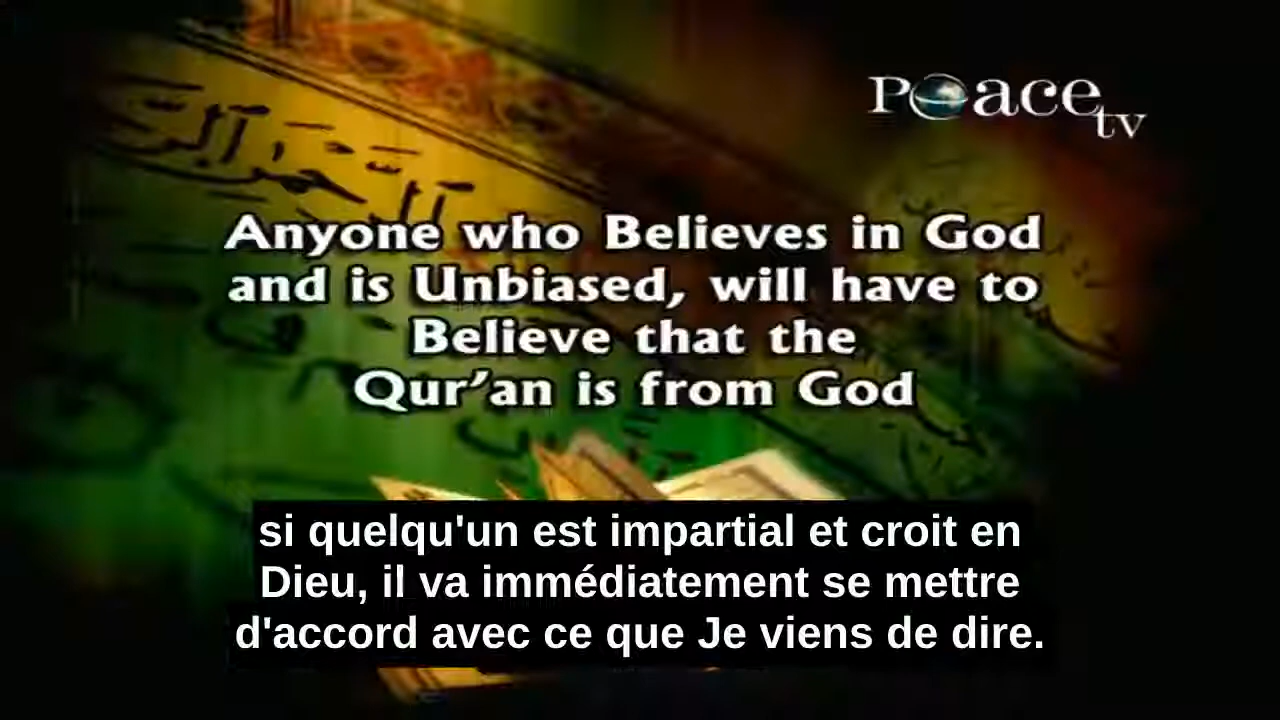 Peace
tv
Anyone who Believes in God
and is Unbiased, will have to
Believe that the
Qur’an is from God
si quelqu'un est impartial et croit en
Dieu, il va immédiatement se mettre
d'accord avec ce que Je viens de dire.